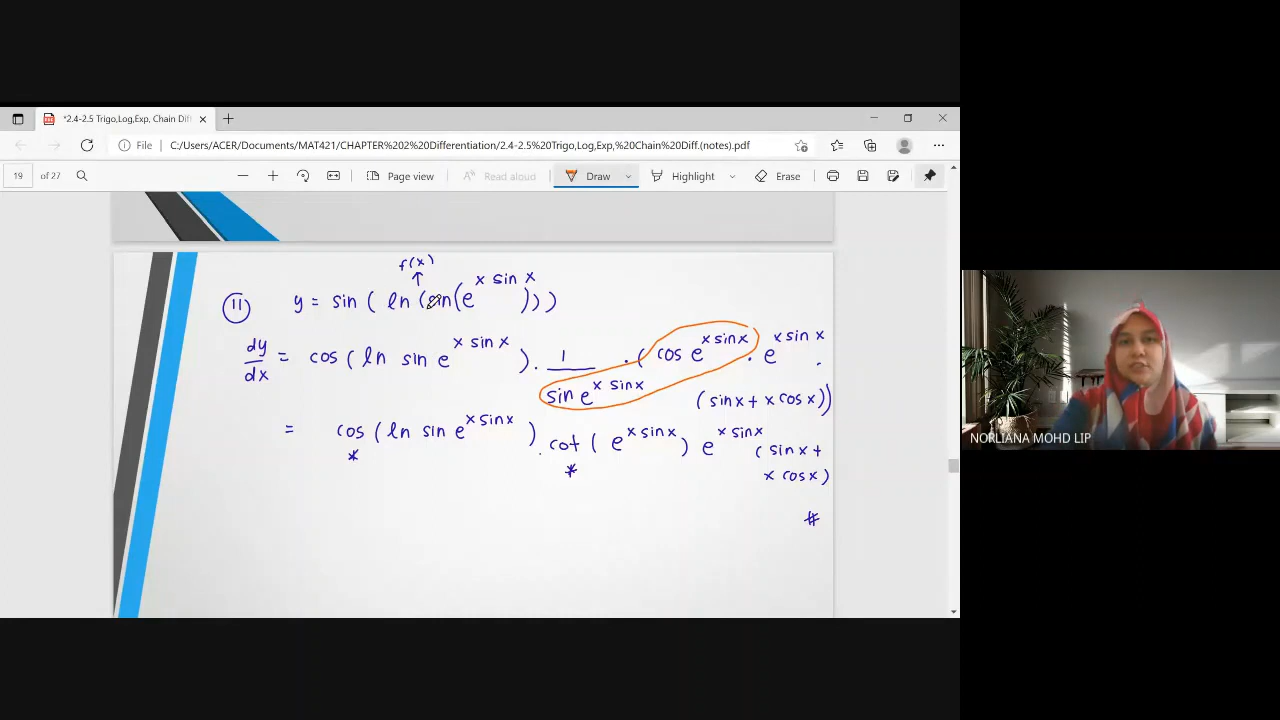 *2.4-2.5 Trigo,Log,Exp, Chain Dif
File C:/Users/ACER/Documents/MAT421/CHAPTER%202%20Differentiation/2.4-2.5%20Trigo,Log,Exp,%20Chain%20Diff.(notes).pdf
19 of 27 Page view Read aloud Draw Highlight Erase
f(x)
↑
⑪ y = sin ( ln (sin(e^{x sin x})))
dy/dx = cos ( ln sin e^{x sin x} ) . 1/(sin e^{x sin x}) . ( cos e^{x sin x} . e^{x sin x} .
(sin x + x cos x))
= cos ( ln sin e^{x sin x} ) . cot ( e^{x sin x} ) e^{x sin x} ( sin x +
x cos x )
* *
#
NORLIANA MOHD LIP